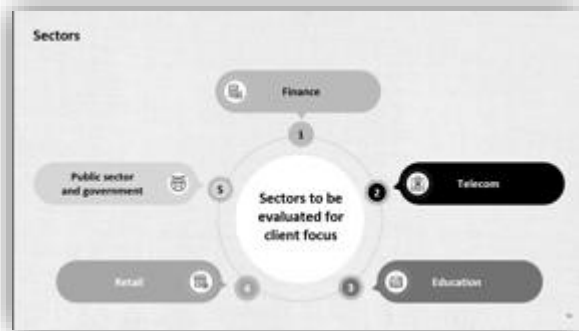 Sectors
Finance
1
Public sector
and government
5
2
Telecom
Sectors to be
evaluated for
client focus
Retail
4
3
Education